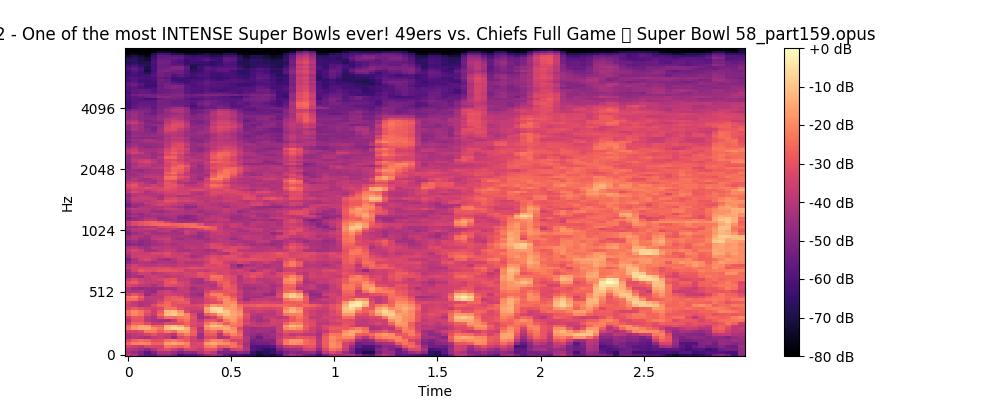 2 - One of the most INTENSE Super Bowls ever! 49ers vs. Chiefs Full Game Super Bowl 58_part159.opus
+0 dB
4096
-10 dB
-20 dB
2048
-30 dB
Hz
1024
-40 dB
-50 dB
512
-60 dB
-70 dB
0
-80 dB
0 0.5 1 1.5 2 2.5
Time